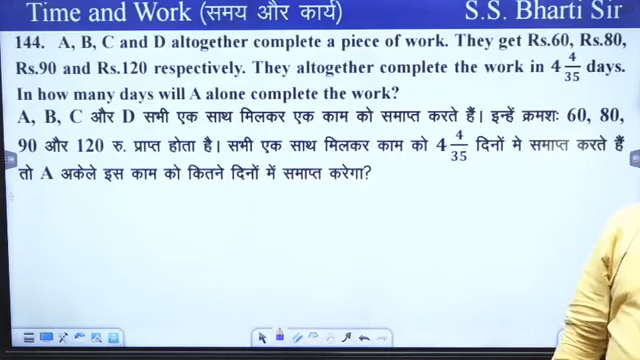 Time and Work (समय और कार्य) S.S. Bharti Sir
144. A, B, C and D altogether complete a piece of work. They get Rs.60, Rs.80,
Rs.90 and Rs.120 respectively. They altogether complete the work in 4 4/35 days.
In how many days will A alone complete the work?
A, B, C और D सभी एक साथ मिलकर एक काम को समाप्त करते हैं। इन्हें क्रमशः 60, 80,
90 और 120 रु. प्राप्त होता है। सभी एक साथ मिलकर काम को 4 4/35 दिनों मे समाप्त करते हैं
तो A अकेले इस काम को कितने दिनों में समाप्त करेगा?